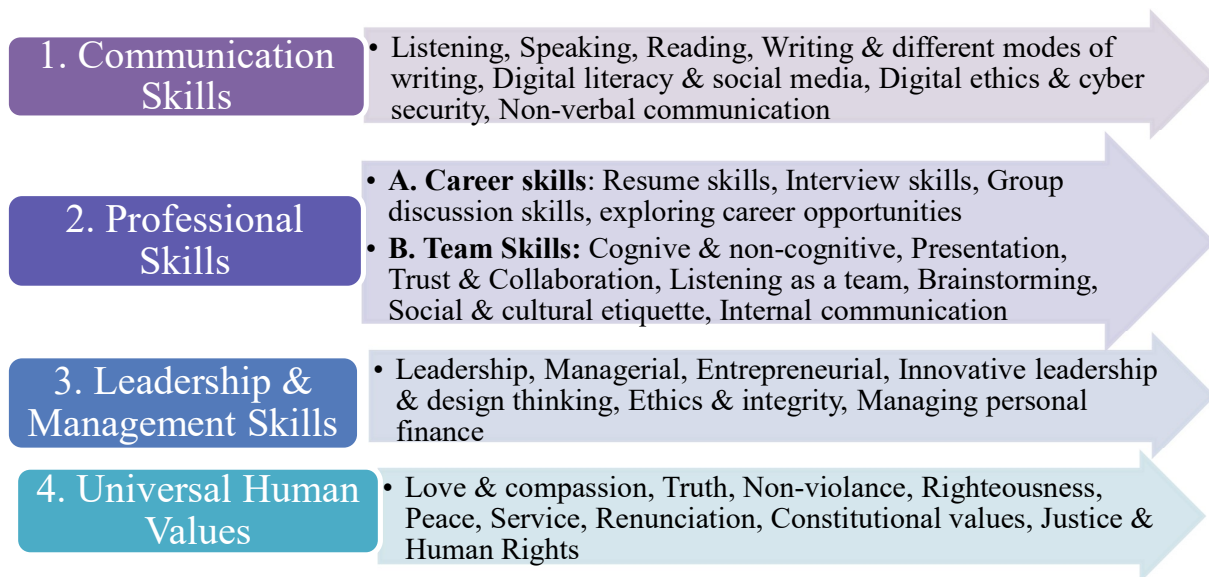 1. Communication
Skills
• Listening, Speaking, Reading, Writing & different modes of
writing, Digital literacy & social media, Digital ethics & cyber
security, Non-verbal communication
2. Professional
Skills
• A. Career skills: Resume skills, Interview skills, Group
discussion skills, exploring career opportunities
• B. Team Skills: Cognive & non-cognitive, Presentation,
Trust & Collaboration, Listening as a team, Brainstorming,
Social & cultural etiquette, Internal communication
3. Leadership &
Management Skills
• Leadership, Managerial, Entrepreneurial, Innovative leadership
& design thinking, Ethics & integrity, Managing personal
finance
4. Universal Human
Values
• Love & compassion, Truth, Non-violance, Righteousness,
Peace, Service, Renunciation, Constitutional values, Justice &
Human Rights